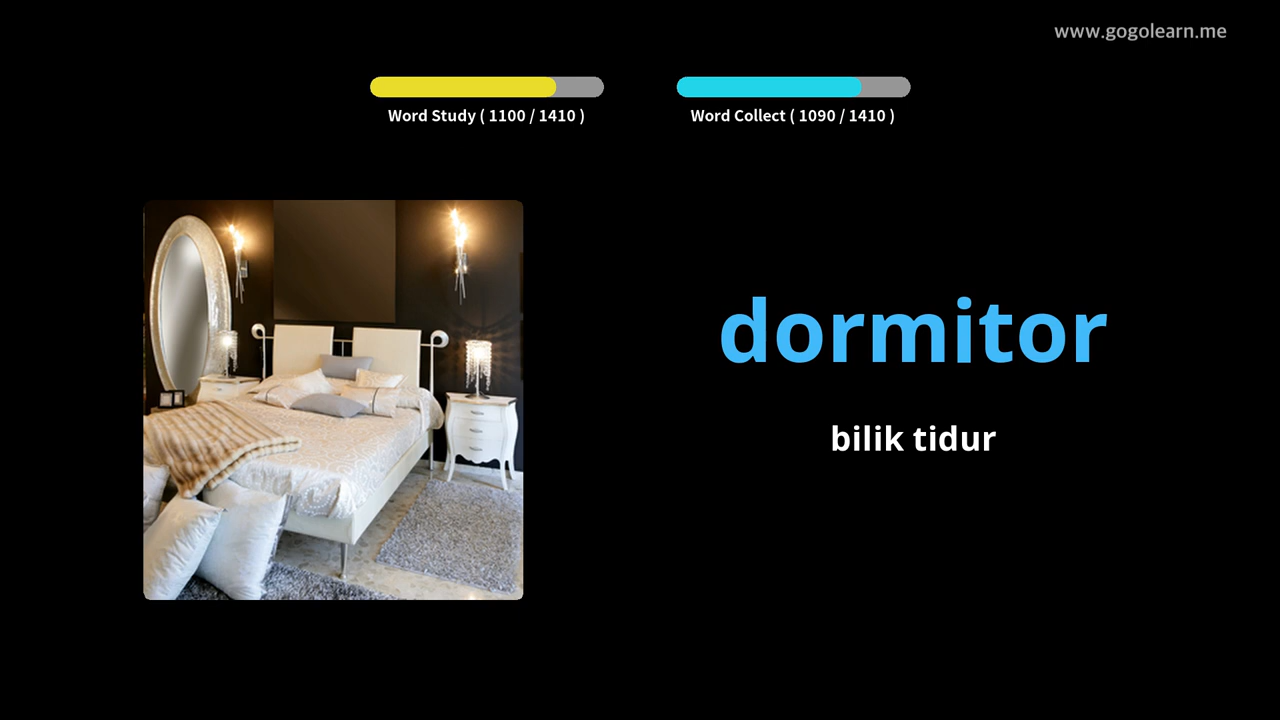 www.gogolearn.me
Word Study ( 1100 / 1410 )
Word Collect ( 1090 / 1410 )
dormitor
bilik tidur